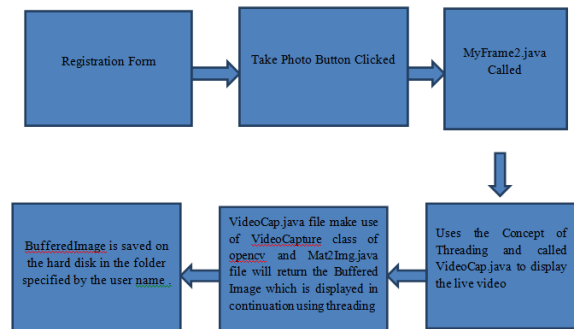 Registration Form
Take Photo Button Clicked
MyFrame2.java
Called
Uses the Concept of
Threading and called
VideoCap.java to display
the live video
VideoCap.java file make use
of VideoCapture class of
opencv and Mat2Img.java
file will return the Buffered
Image which is displayed in
continuation using threading
BufferedImage is saved on
the hard disk in the folder
specified by the user name .